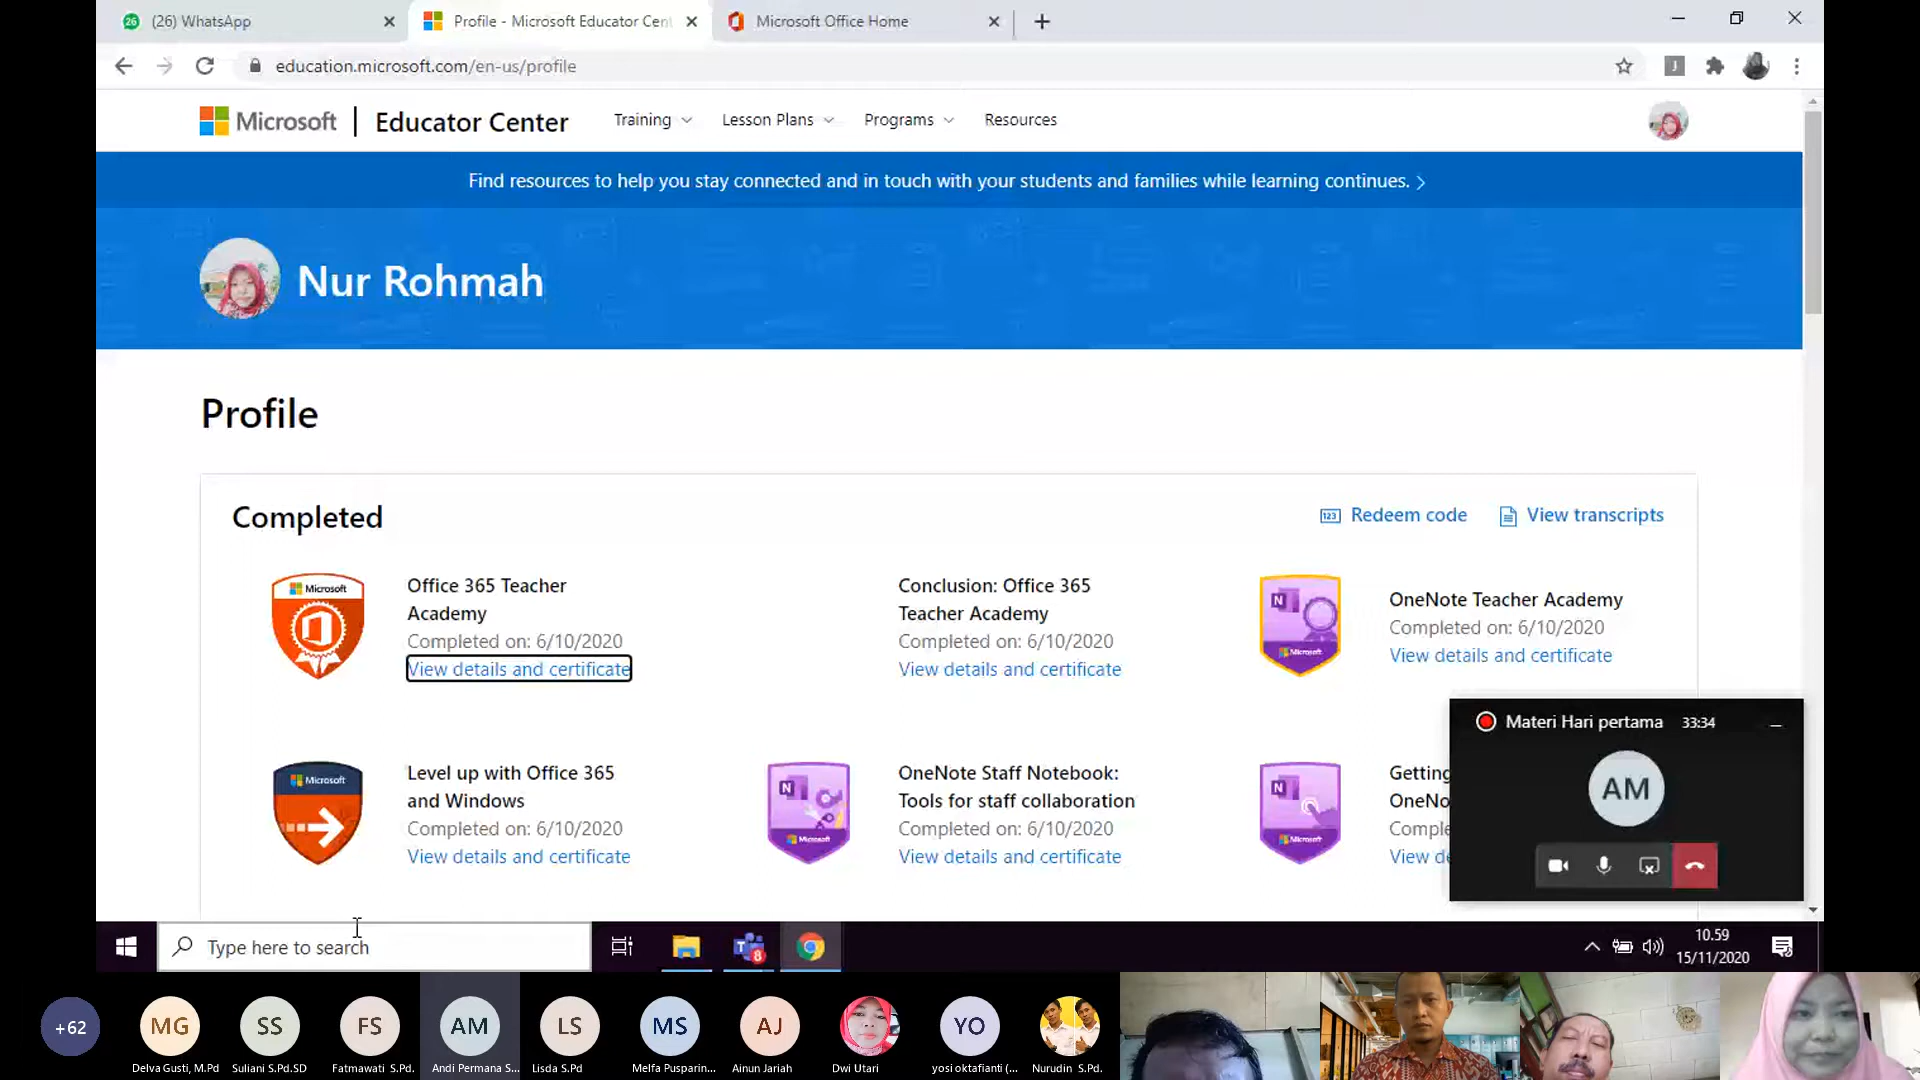 (26) WhatsApp
Profile - Microsoft Educator Cen
Microsoft Office Home
education.microsoft.com/en-us/profile
Microsoft | Educator Center
Training
Lesson Plans
Programs
Resources
Find resources to help you stay connected and in touch with your students and families while learning continues.
Nur Rohmah
Profile
Completed
Redeem code
View transcripts
Microsoft
Office 365 Teacher
Academy
Completed on: 6/10/2020
View details and certificate
Conclusion: Office 365
Teacher Academy
Completed on: 6/10/2020
View details and certificate
N
Microsoft
OneNote Teacher Academy
Completed on: 6/10/2020
View details and certificate
Microsoft
Level up with Office 365
and Windows
Completed on: 6/10/2020
View details and certificate
N
Microsoft
OneNote Staff Notebook:
Tools for staff collaboration
Completed on: 6/10/2020
View details and certificate
N
Microsoft
Getting
OneNo
Comple
View de
Materi Hari pertama 33:34
AM
Type here to search
8
10.59
15/11/2020
+62
MG
SS
FS
AM
LS
MS
AJ
YO
Delva Gusti, M.Pd
Suliani S.Pd.SD
Fatmawati S.Pd.
Andi Permana S...
Lisda S.Pd
Melfa Pusparin...
Ainun Jariah
Dwi Utari
yosi oktafianti (...
Nurudin S.Pd.